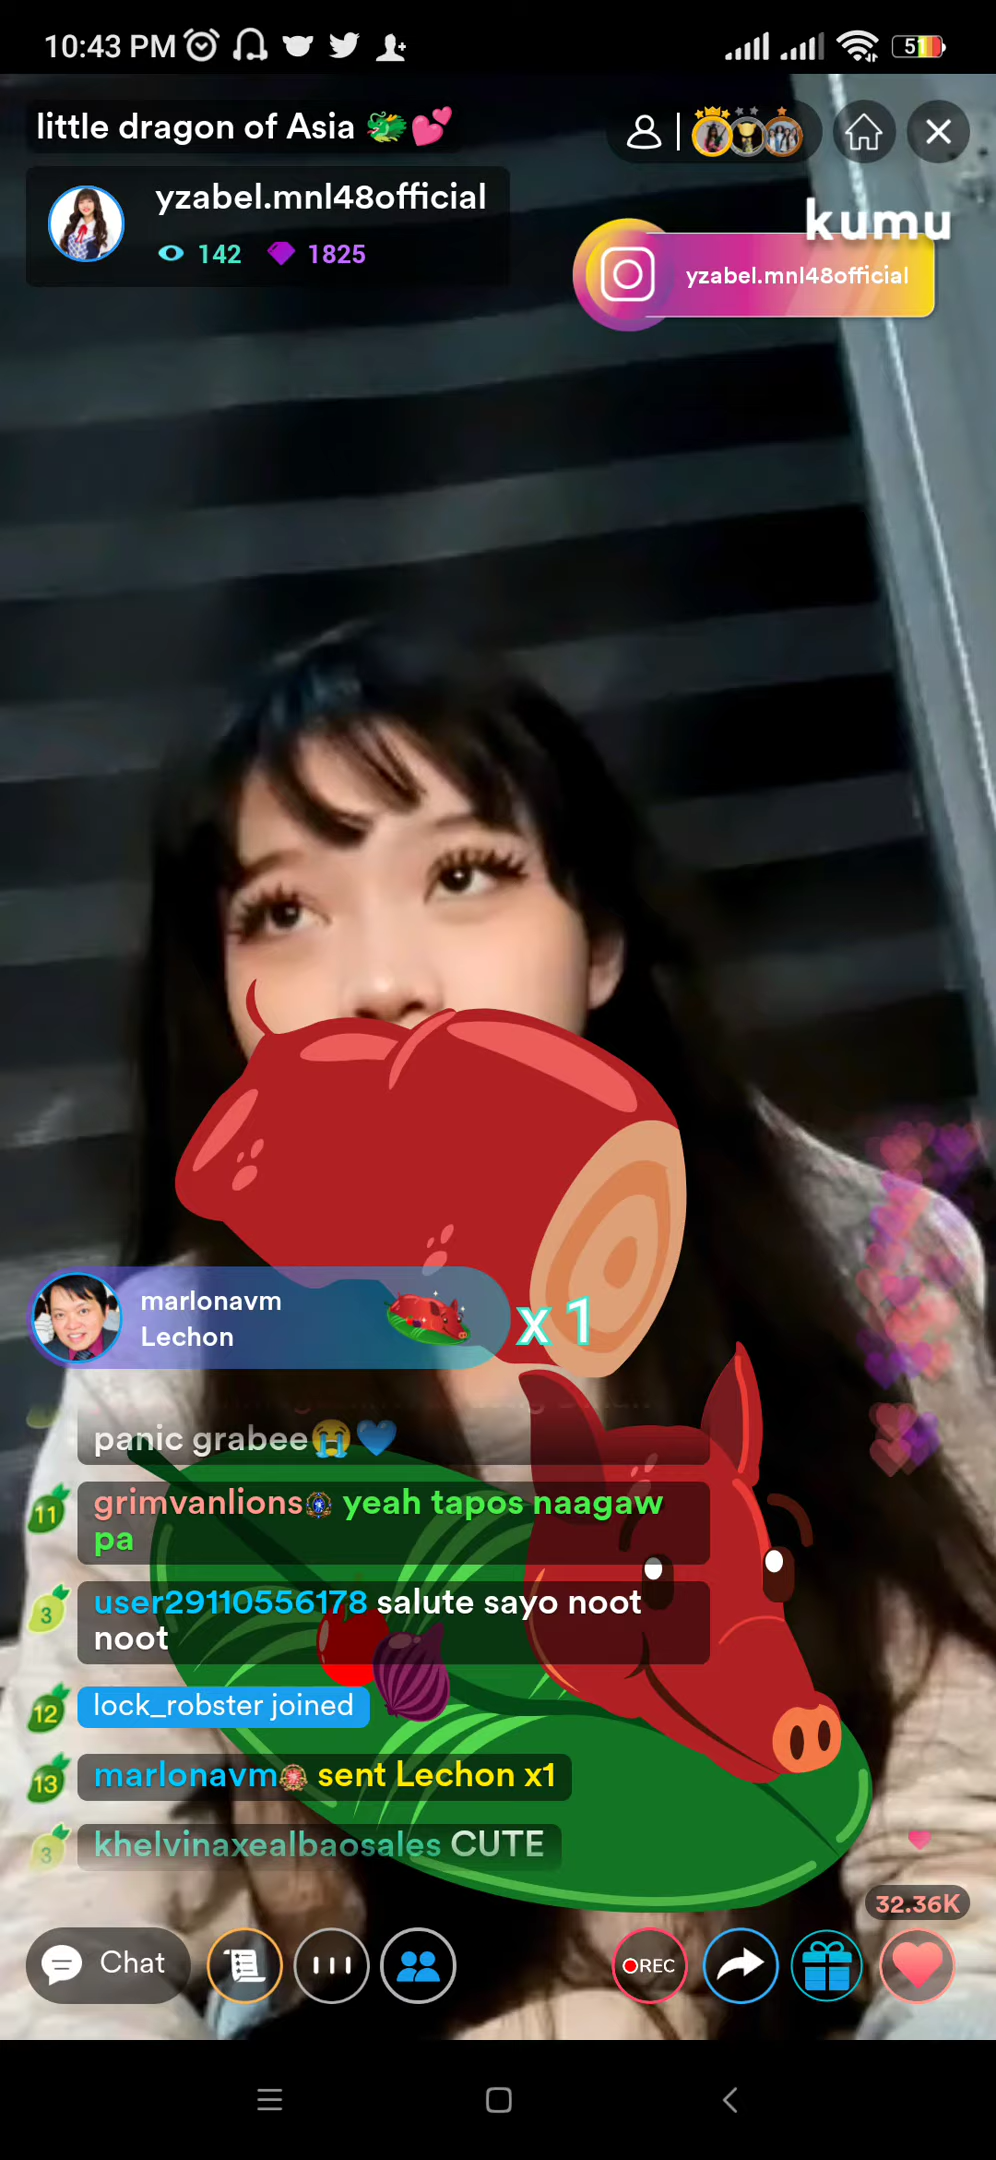 10:43 PM
51
little dragon of Asia 🐉💕
yzabel.mnl48official
142 1825
kumu
yzabel.mnl48official
marlonavm
Lechon
x 1
panic grabee😭💙
11 grimvanlions yeah tapos naagaw
pa
3 user29110556178 salute sayo noot
noot
12 lock_robster joined
13 marlonavm sent Lechon x1
3 khelvinaxealbaosales CUTE
32.36K
Chat
REC